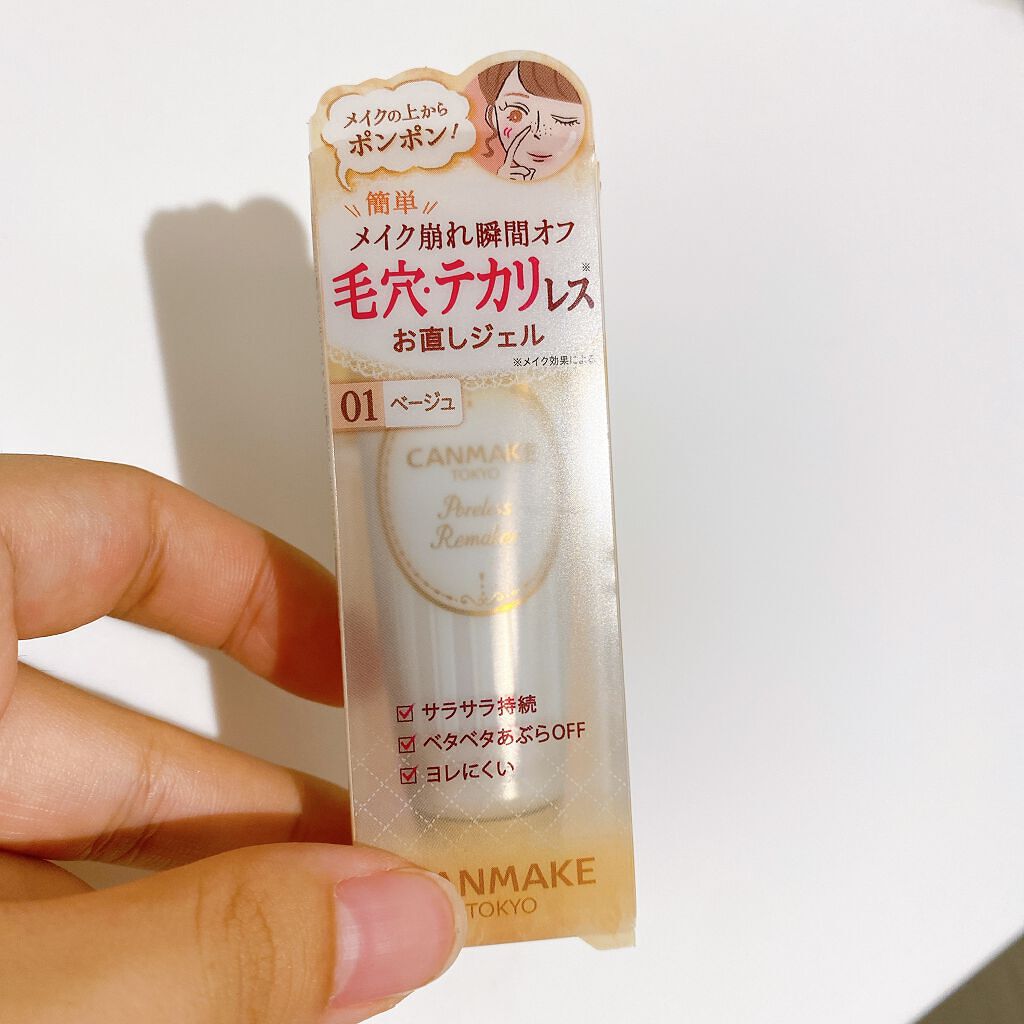 メイクの上から
ポンポン!
簡単
メイク崩れ瞬間オフ
毛穴・テカリレス※
お直しジェル
※メイク効果による
01 ベージュ
CANMAKE
TOKYO
Poreless
Remaker
サラサラ持続
ベタベタあぶらOFF
ヨレにくい
CANMAKE
TOKYO